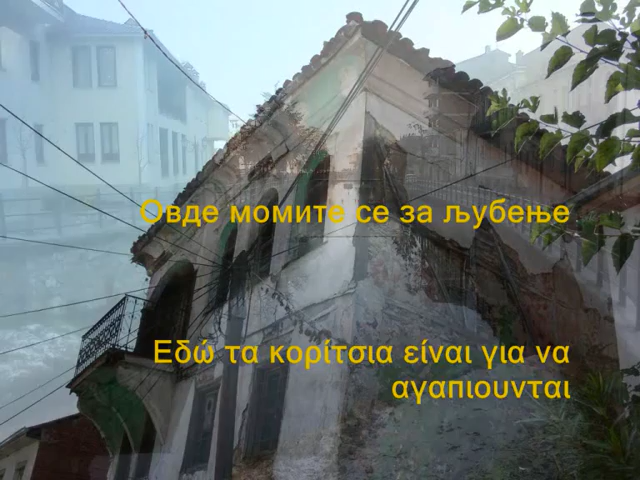 Овде момите се за љубење
Εδώ τα κορίτσια είναι για να
αγαπιουνται